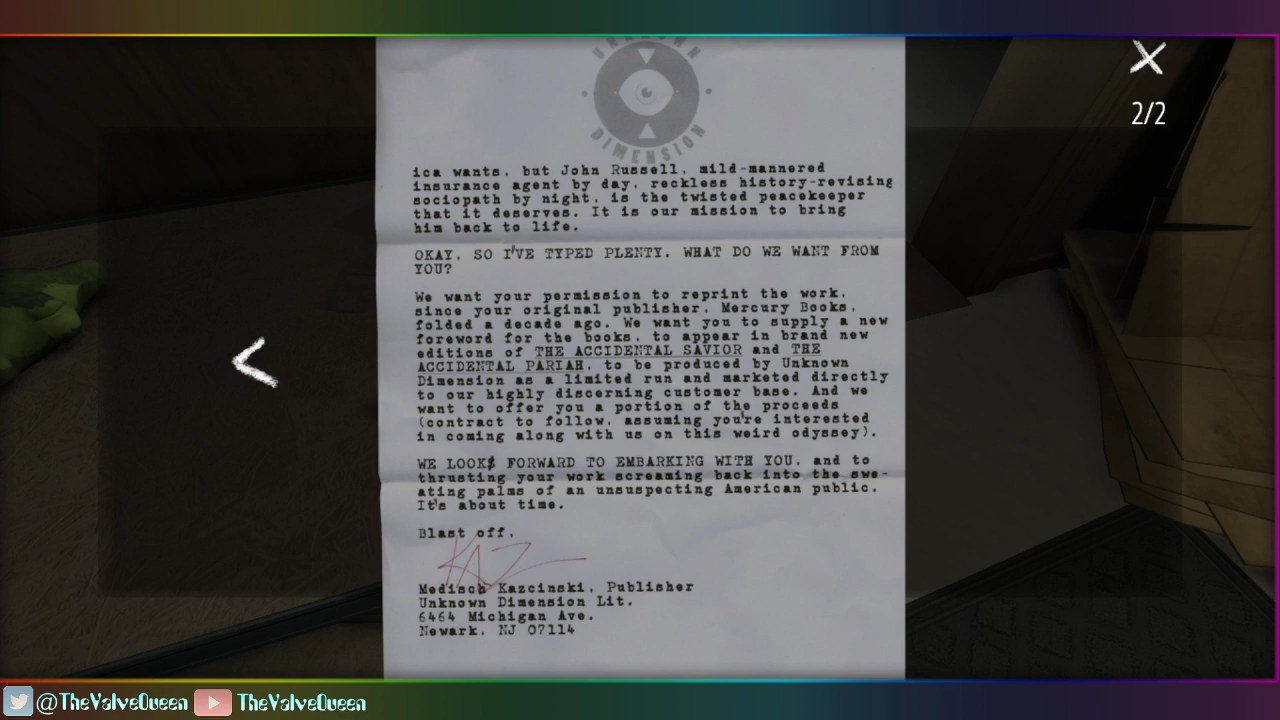 UNKNOWN
DIMENSION
2/2
ica wants, but John Russell, mild-mannered
insurance agent by day, reckless history-revising
sociopath by night, is the twisted peacekeeper
that it deserves. It is our mission to bring
him back to life.
OKAY, SO I'VE TYPED PLENTY. WHAT DO WE WANT FROM
YOU?
We want your permission to reprint the work,
since your original publisher, Mercury Books,
folded a decade ago. We want you to supply a new
foreword for the books, to appear in brand new
editions of THE ACCIDENTAL SAVIOR and THE
ACCIDENTAL PARIAH, to be produced by Unknown
Dimension as a limited run and marketed directly
to our highly discerning customer base. And we
want to offer you a portion of the proceeds
(contract to follow, assuming you're interested
in coming along with us on this weird odyssey).
WE LOOK FORWARD TO EMBARKING WITH YOU, and to
thrusting your work screaming back into the swe-
ating palms of an unsuspecting American public.
It's about time.
Blast off,
KAZ
Medisch Kazcinski, Publisher
Unknown Dimension Lit.
6464 Michigan Ave.
Newark, NJ 07114
@TheValveQueen TheValveQueen